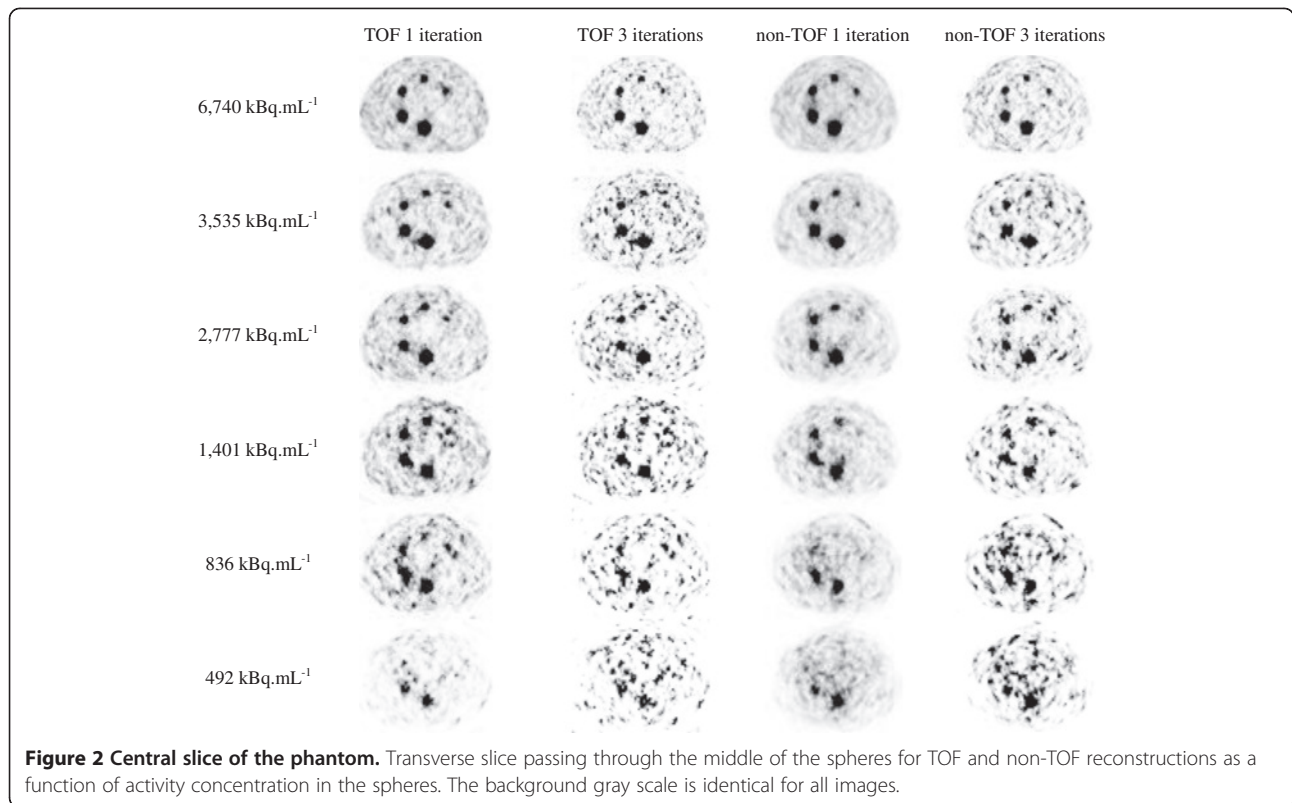 TOF 1 iteration TOF 3 iterations non-TOF 1 iteration non-TOF 3 iterations
6,740 kBq.mL⁻¹
3,535 kBq.mL⁻¹
2,777 kBq.mL⁻¹
1,401 kBq.mL⁻¹
836 kBq.mL⁻¹
492 kBq.mL⁻¹
Figure 2 Central slice of the phantom. Transverse slice passing through the middle of the spheres for TOF and non-TOF reconstructions as a
function of activity concentration in the spheres. The background gray scale is identical for all images.